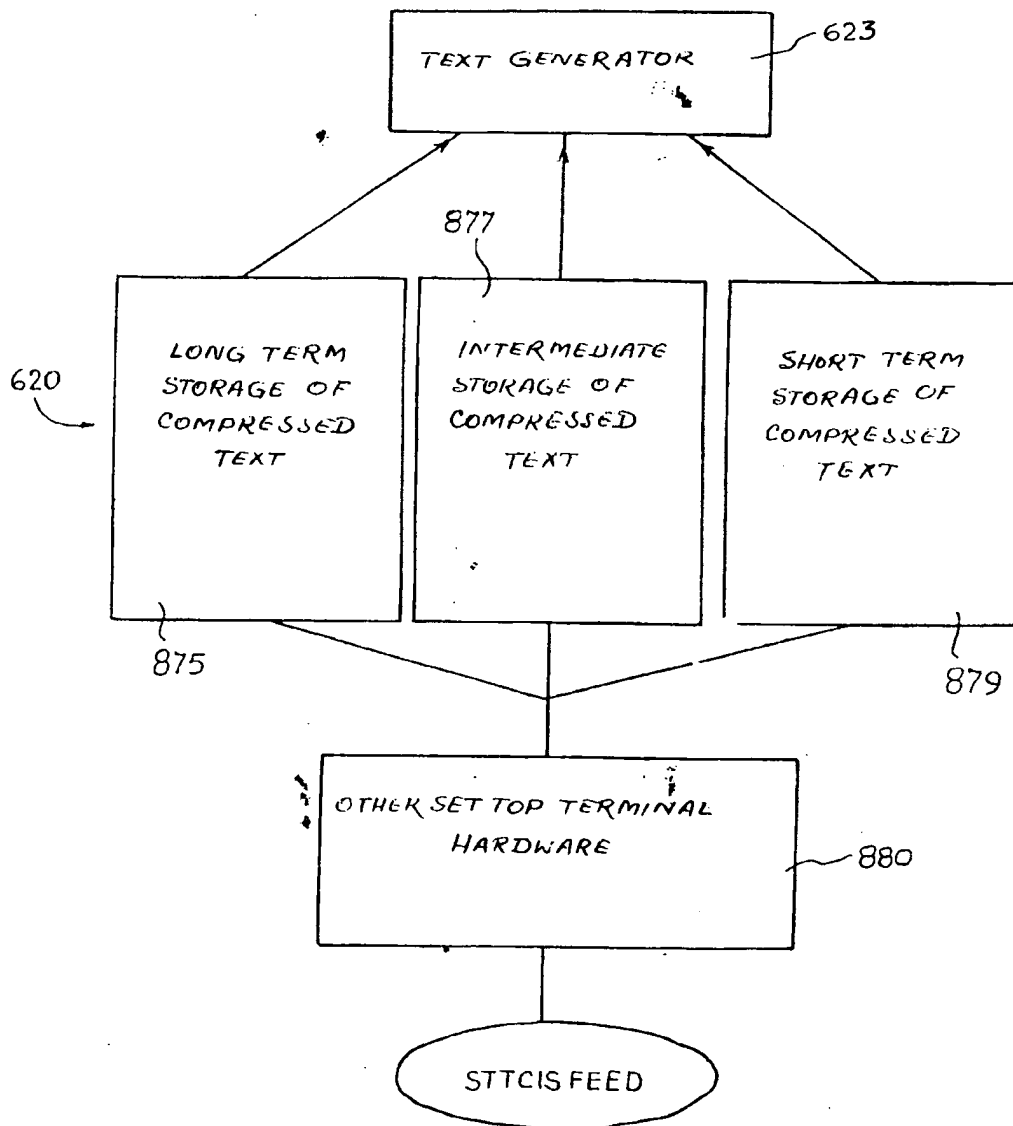 TEXT GENERATOR
623
877
620
LONG TERM
STORAGE OF
COMPRESSED
TEXT
INTERMEDIATE
STORAGE OF
COMPRESSED
TEXT
SHORT TERM
STORAGE OF
COMPRESSED
TEXT
875
879
OTHER SET TOP TERMINAL
HARDWARE
880
STTCIS FEED